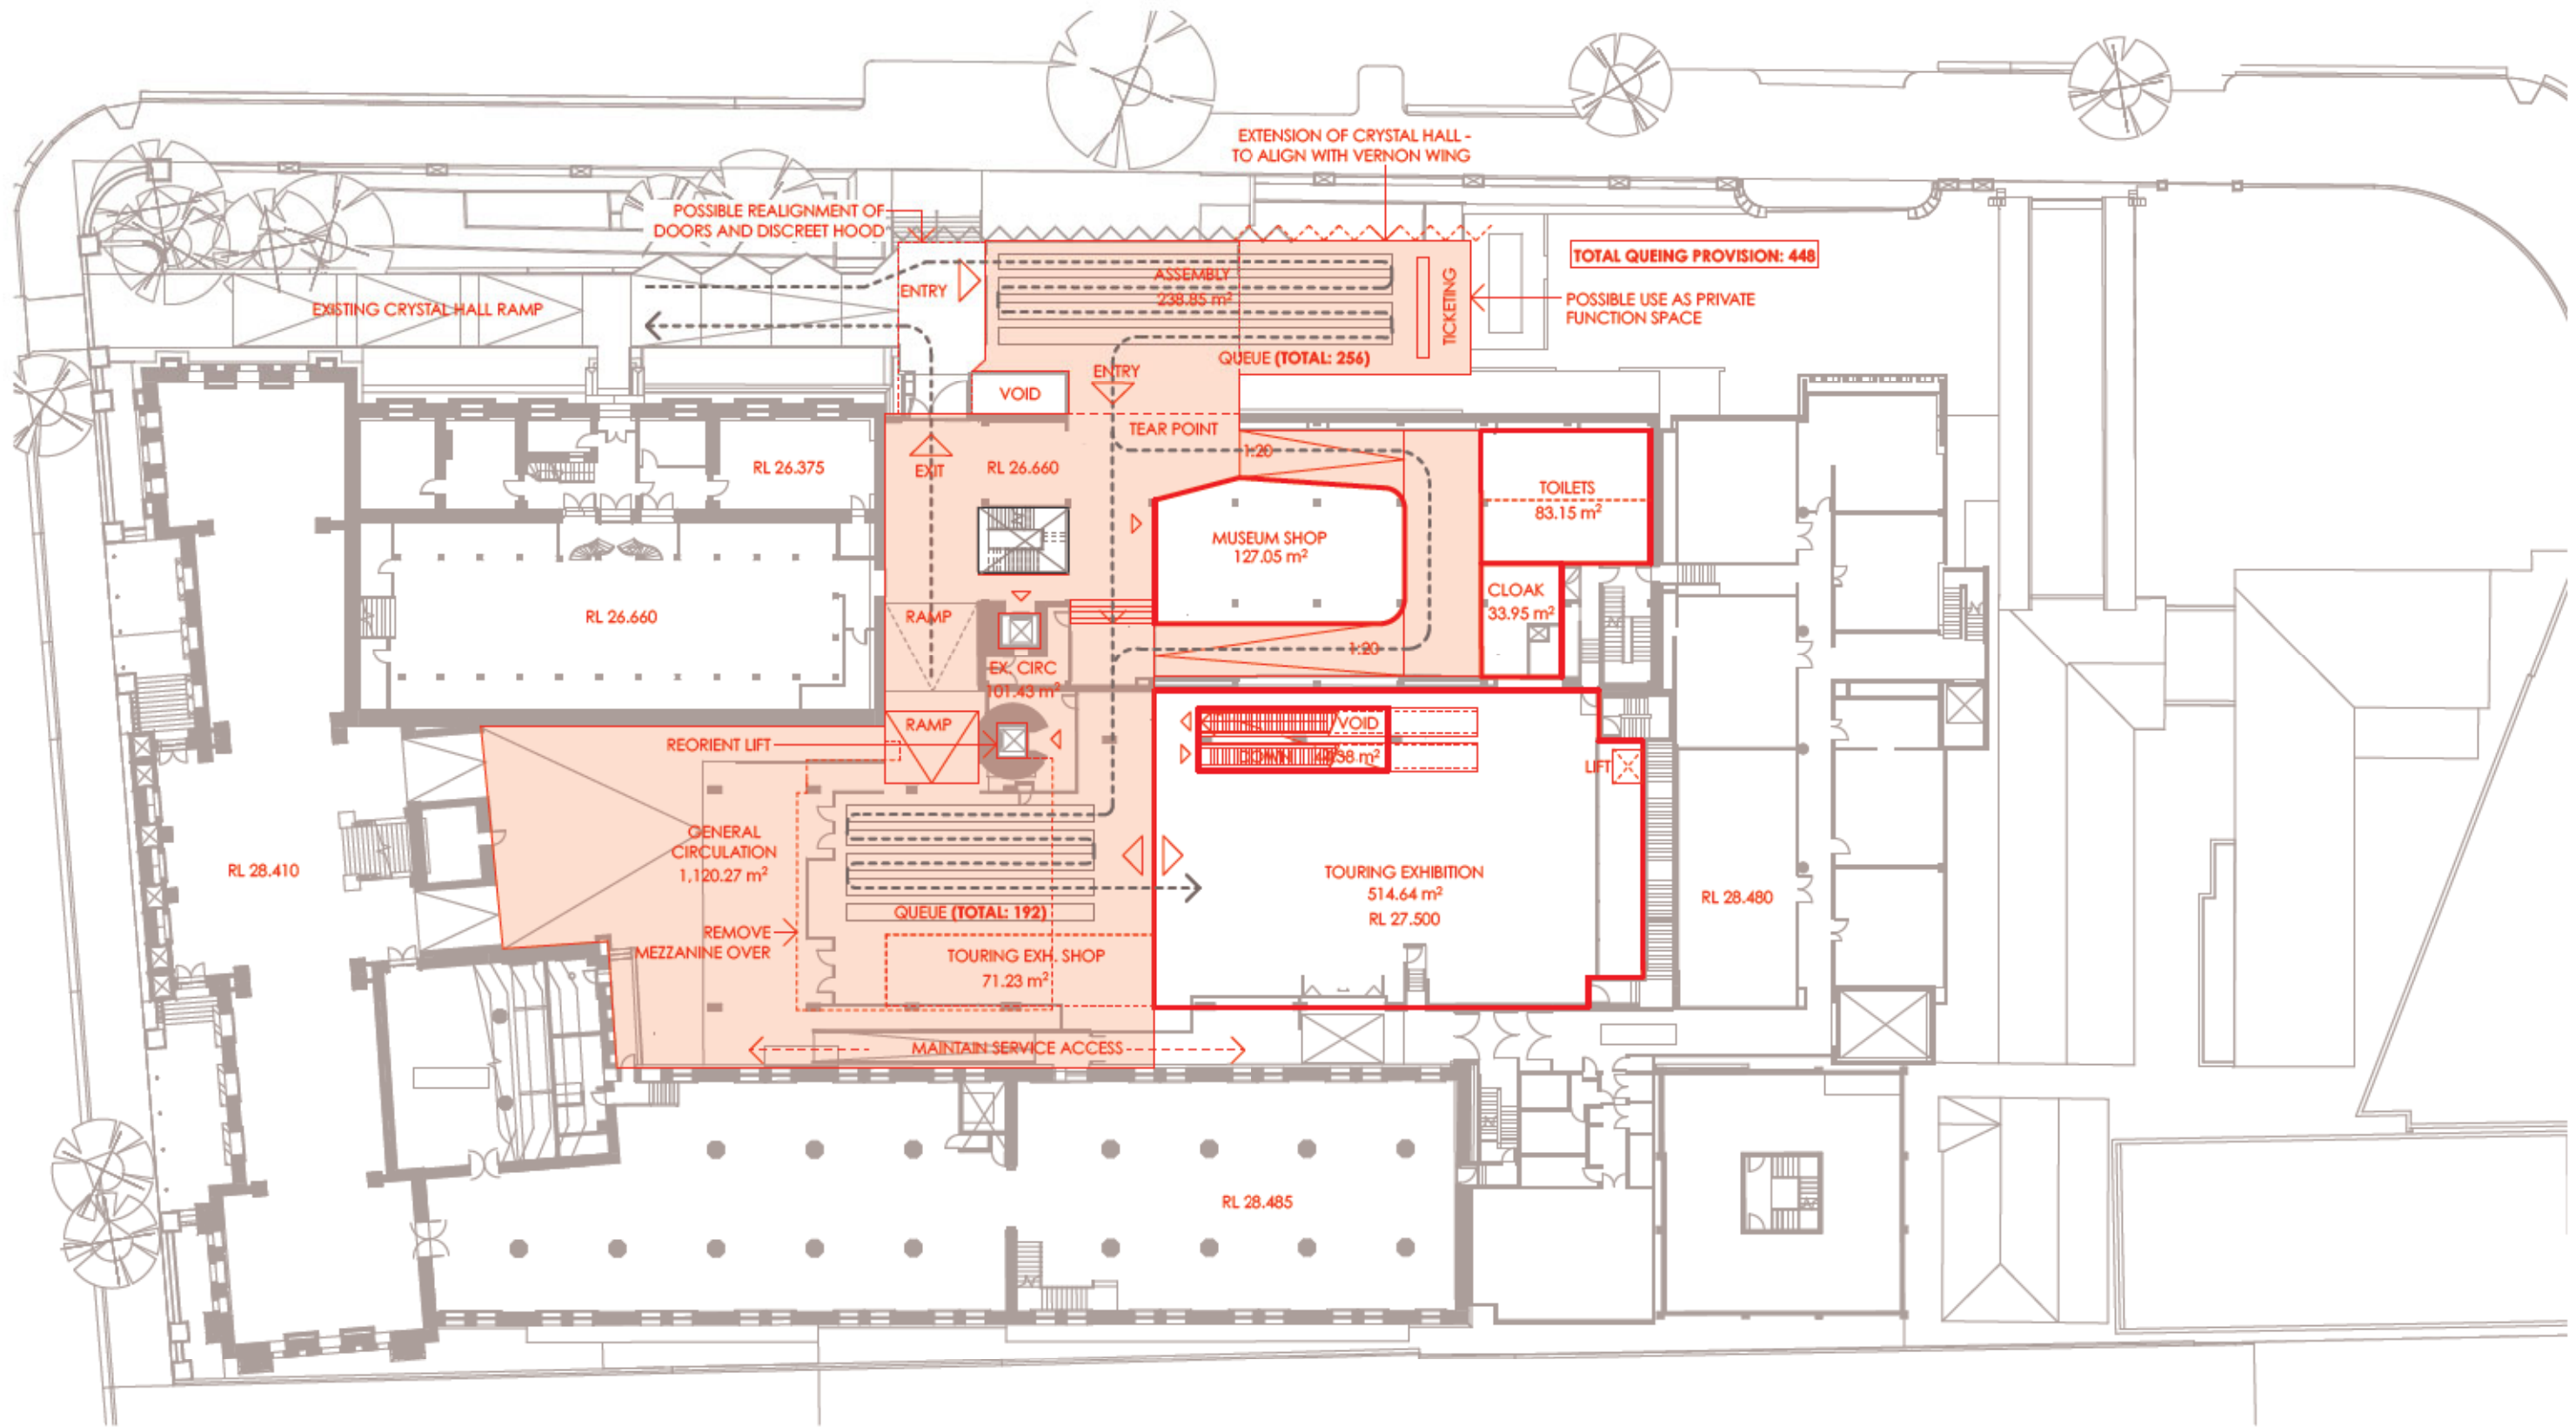 EXTENSION OF CRYSTAL HALL -
TO ALIGN WITH VERNON WING
POSSIBLE REALIGNMENT OF
DOORS AND DISCREET HOOD
TOTAL QUEING PROVISION: 448
ENTRY
ASSEMBLY
238.85 m²
TICKETING
POSSIBLE USE AS PRIVATE
FUNCTION SPACE
EXISTING CRYSTAL HALL RAMP
QUEUE (TOTAL: 256)
ENTRY
VOID
TEAR POINT
1:20
EXIT
RL 26.660
RL 26.375
TOILETS
83.15 m²
MUSEUM SHOP
127.05 m²
CLOAK
33.95 m²
RL 26.660
RAMP
1:20
EX. CIRC
101.43 m²
RAMP
REORIENT LIFT
VOID
DOWN
LIFT
GENERAL
CIRCULATION
1,120.27 m²
RL 28.410
TOURING EXHIBITION
514.64 m²
RL 27.500
RL 28.480
QUEUE (TOTAL: 192)
REMOVE
MEZZANINE OVER
TOURING EXH. SHOP
71.23 m²
MAINTAIN SERVICE ACCESS
RL 28.485